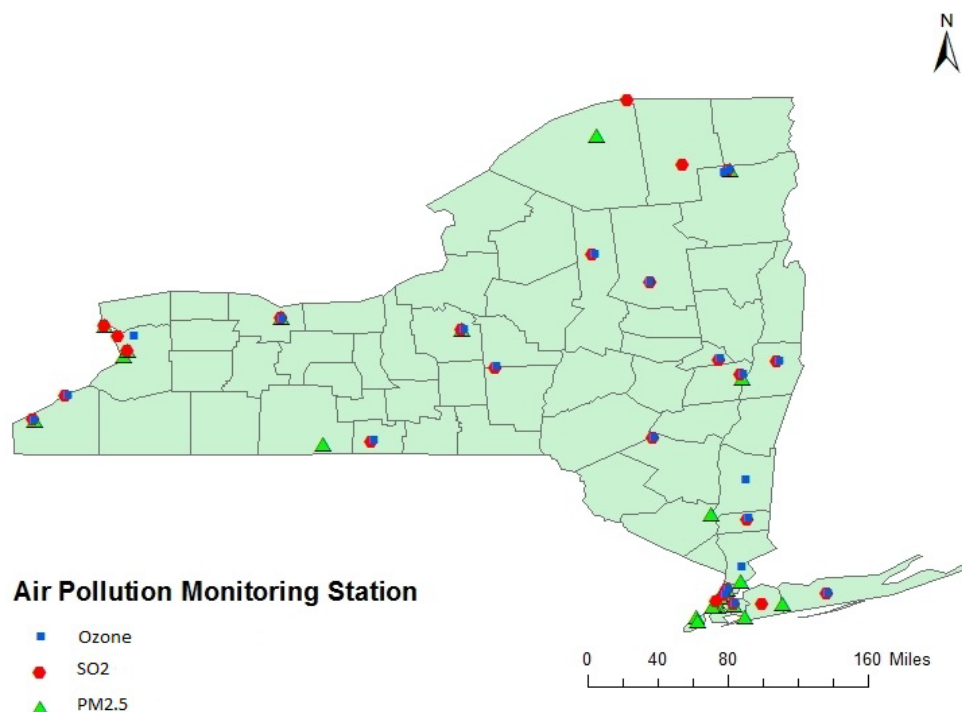 N
Air Pollution Monitoring Station
Ozone
SO2
PM2.5
0 40 80 160 Miles